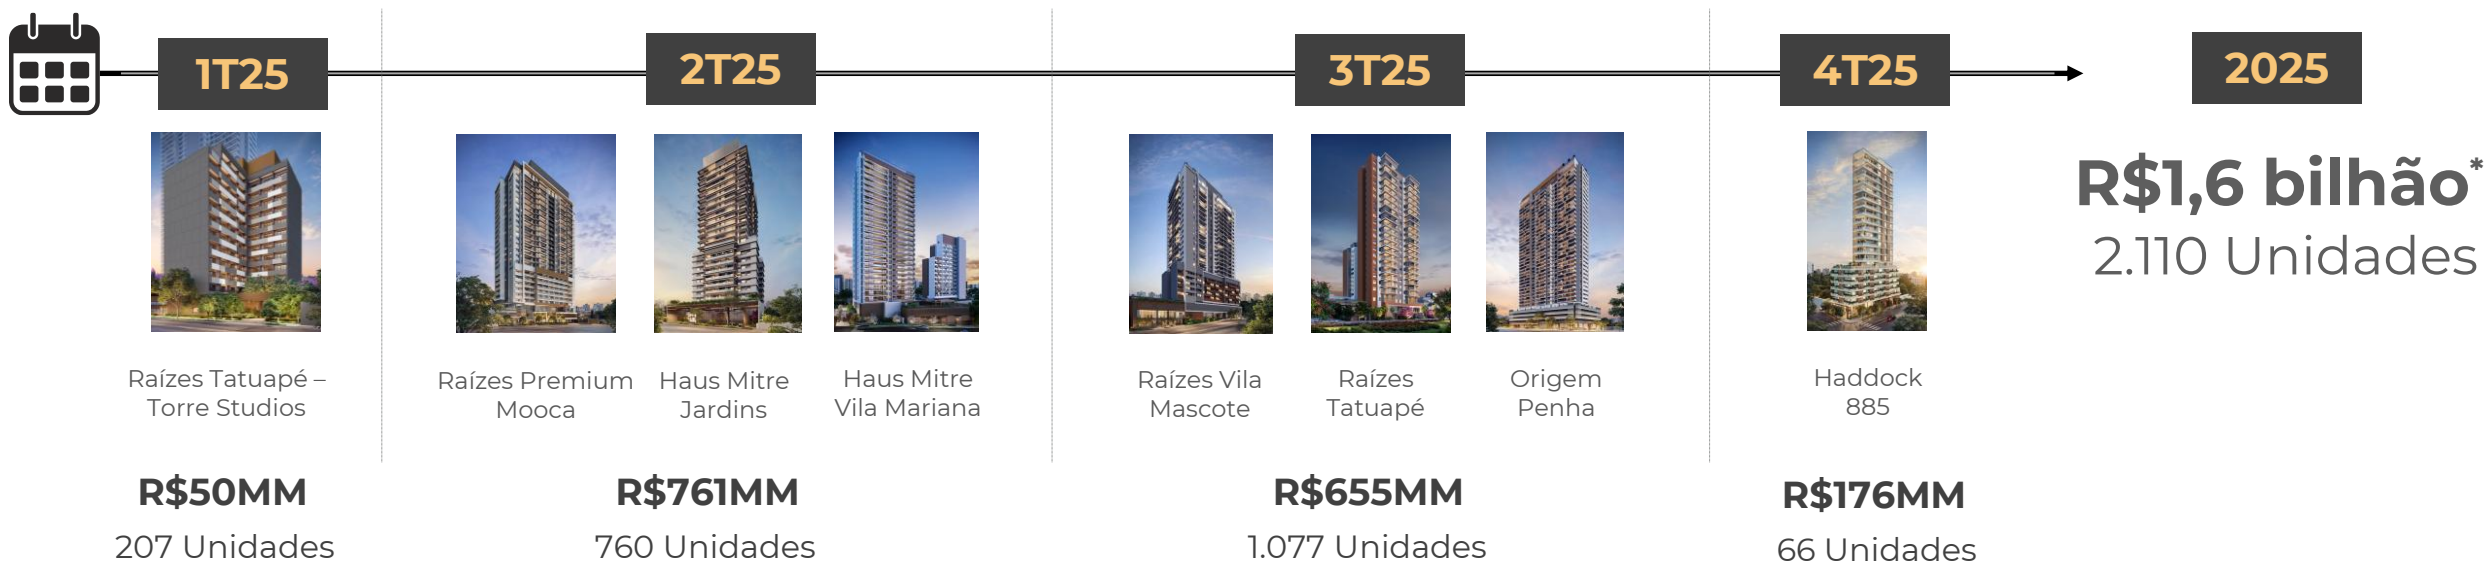 1T25
2T25
3T25
4T25
2025
R$1,6 bilhão*
2.110 Unidades
Raízes Tatuapé –
Torre Studios
Raízes Premium
Mooca
Haus Mitre
Jardins
Haus Mitre
Vila Mariana
Raízes Vila
Mascote
Raízes
Tatuapé
Origem
Penha
Haddock
885
R$50MM
207 Unidades
R$761MM
760 Unidades
R$655MM
1.077 Unidades
R$176MM
66 Unidades